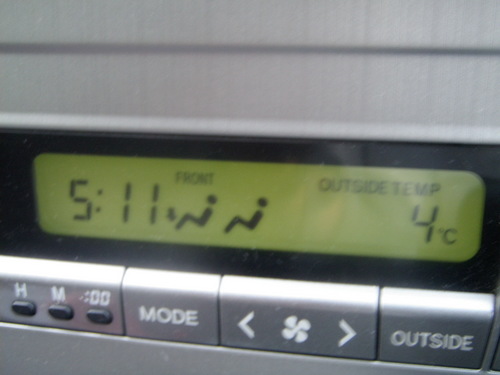 FRONT
OUTSIDE TEMP
5:11
4°C
H M :00
MODE
< >
OUTSIDE